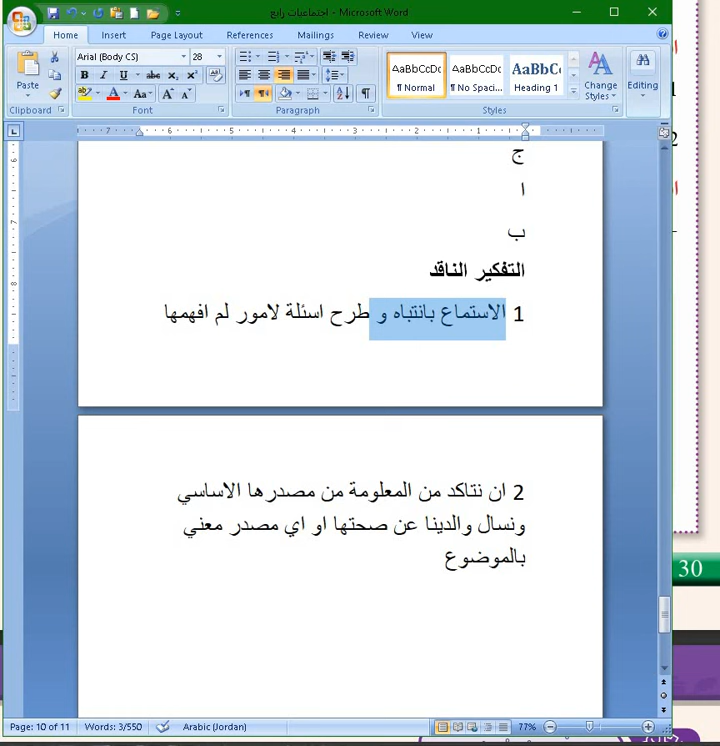 اجتماعيات رابع - Microsoft Word
Home Insert Page Layout References Mailings Review View
Arial (Body CS) 28
AaBbCcDc AaBbCcDc AaBbC
Paste
¶ Normal ¶ No Spaci... Heading 1
Change Styles
Editing
Clipboard Font Paragraph Styles
ج
ا
ب
التفكير الناقد
1 الاستماع بانتباه و طرح اسئلة لامور لم افهمها
2 ان نتاكد من المعلومة من مصدرها الاساسي
ونسال والدينا عن صحتها او اي مصدر معني
بالموضوع
30
Page: 10 of 11 Words: 3/550 Arabic (Jordan) 77%